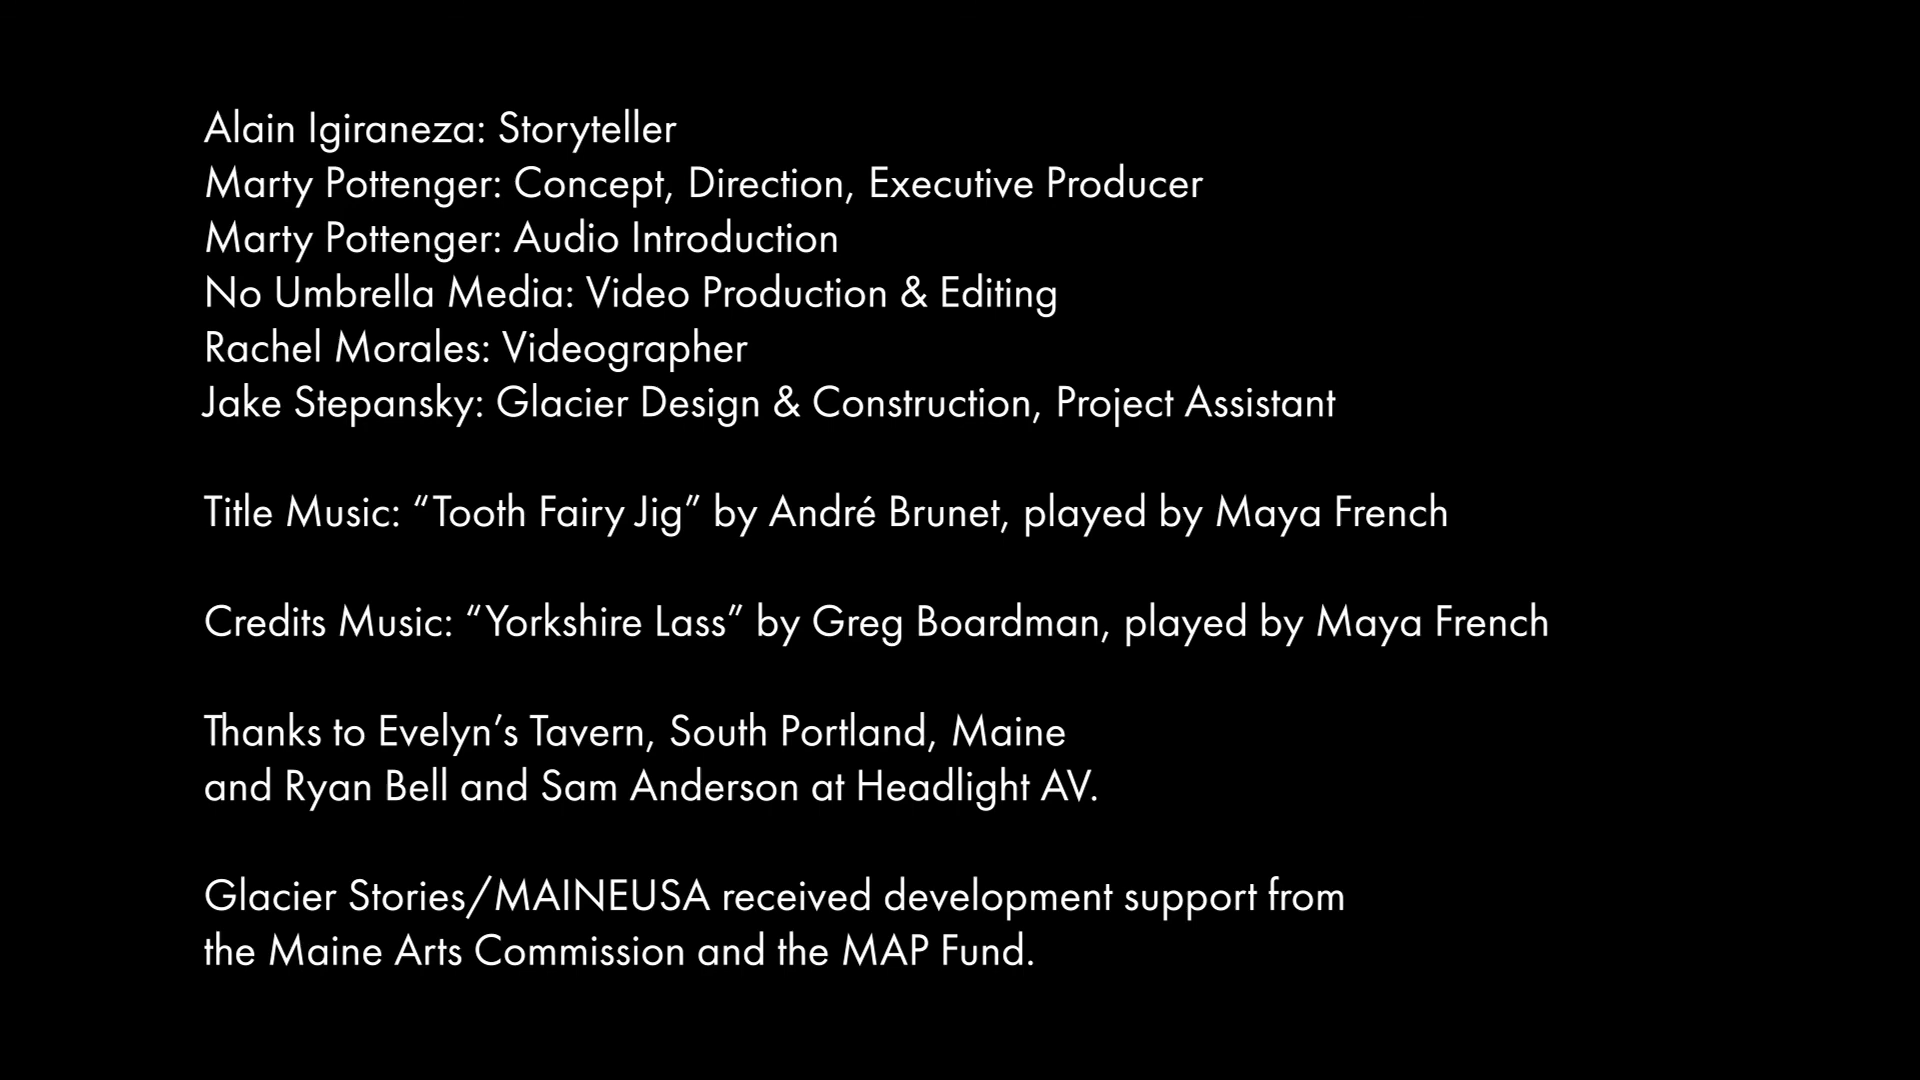 Alain Igiraneza: Storyteller
Marty Pottenger: Concept, Direction, Executive Producer
Marty Pottenger: Audio Introduction
No Umbrella Media: Video Production & Editing
Rachel Morales: Videographer
Jake Stepansky: Glacier Design & Construction, Project Assistant
Title Music: “Tooth Fairy Jig” by André Brunet, played by Maya French
Credits Music: “Yorkshire Lass” by Greg Boardman, played by Maya French
Thanks to Evelyn’s Tavern, South Portland, Maine
and Ryan Bell and Sam Anderson at Headlight AV.
Glacier Stories/MAINEUSA received development support from
the Maine Arts Commission and the MAP Fund.